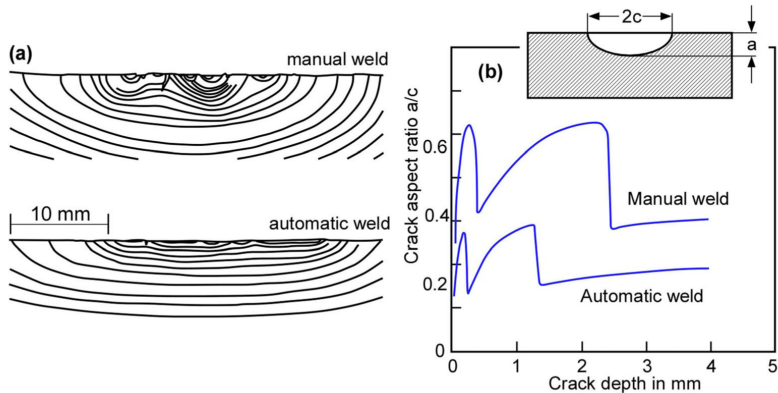 (a)
manual weld
10 mm
automatic weld
(b)
2c
a
Crack aspect ratio a/c
0.6
0.4
0.2
0
Manual weld
Automatic weld
0 1 2 3 4 5
Crack depth in mm